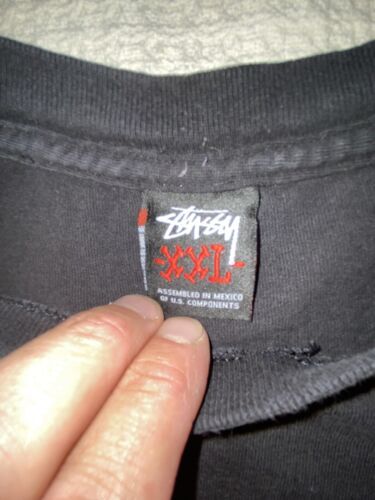 STUSSY
-XXL-
ASSEMBLED IN MEXICO
OF U.S. COMPONENTS